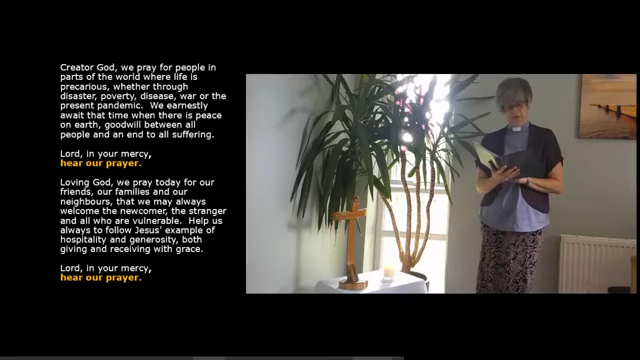 Creator God, we pray for people in
parts of the world where life is
precarious, whether through
disaster, poverty, disease, war or the
present pandemic.  We earnestly
await that time when there is peace
on earth, goodwill between all
people and an end to all suffering.
Lord, in your mercy,
hear our prayer.
Loving God, we pray today for our
friends, our families and our
neighbours, that we may always
welcome the newcomer, the stranger
and all who are vulnerable.  Help us
always to follow Jesus' example of
hospitality and generosity, both
giving and receiving with grace.
Lord, in your mercy,
hear our prayer.